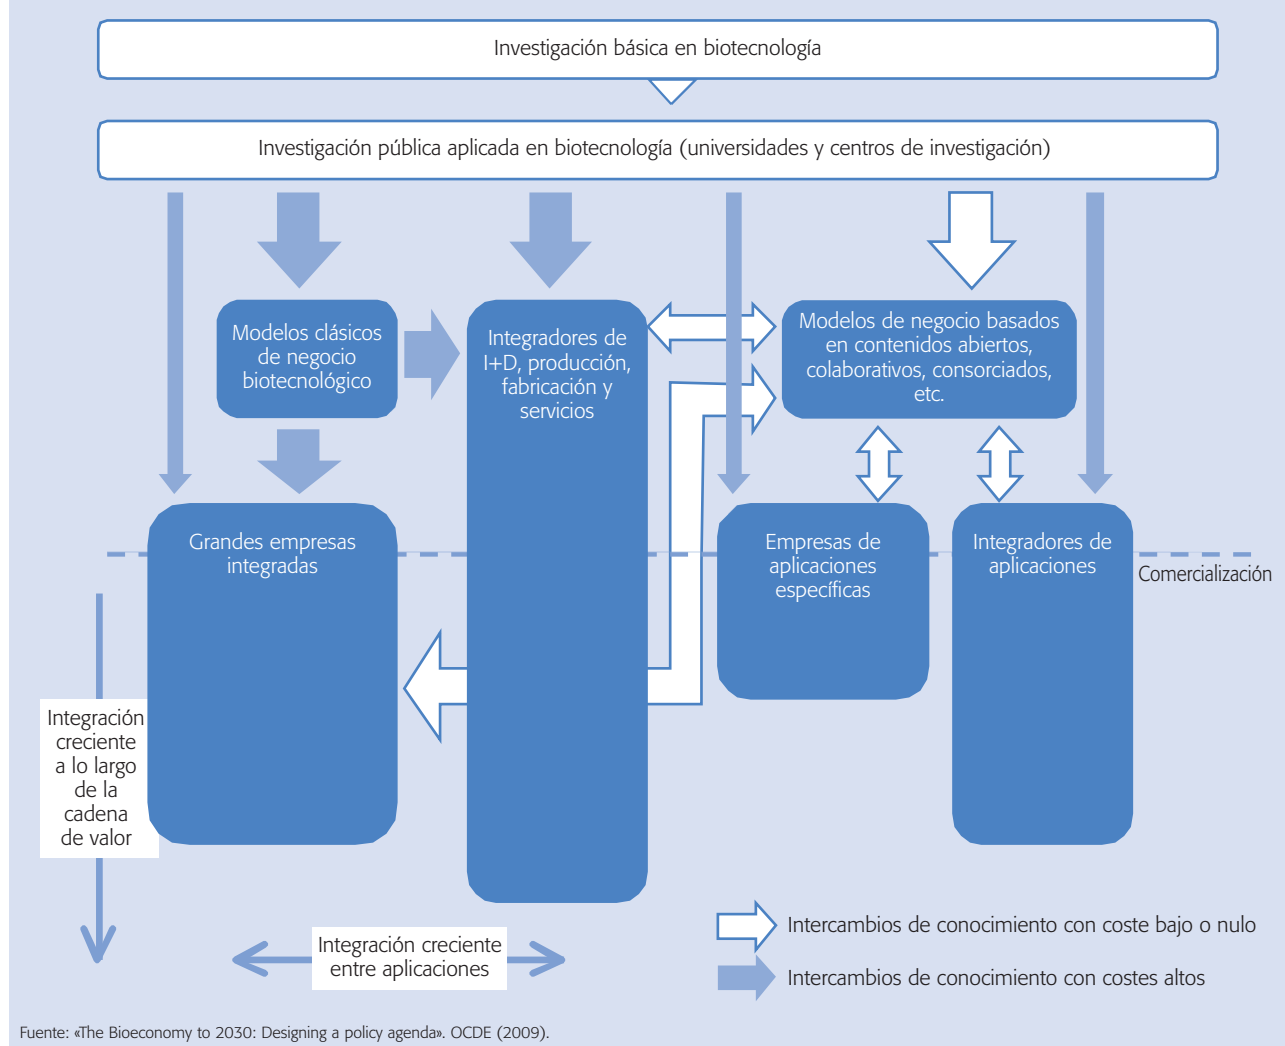 Investigación básica en biotecnología
Investigación pública aplicada en biotecnología (universidades y centros de investigación)
Modelos clásicos
de negocio
biotecnológico
Integradores de
I+D, producción,
fabricación y
servicios
Modelos de negocio basados
en contenidos abiertos,
colaborativos, consorciados,
etc.
Grandes empresas
integradas
Empresas de
aplicaciones
específicas
Integradores de
aplicaciones
Comercialización
Integración
creciente
a lo largo
de la
cadena
de valor
Integración creciente
entre aplicaciones
Intercambios de conocimiento con coste bajo o nulo
Intercambios de conocimiento con costes altos
Fuente: «The Bioeconomy to 2030: Designing a policy agenda». OCDE (2009).